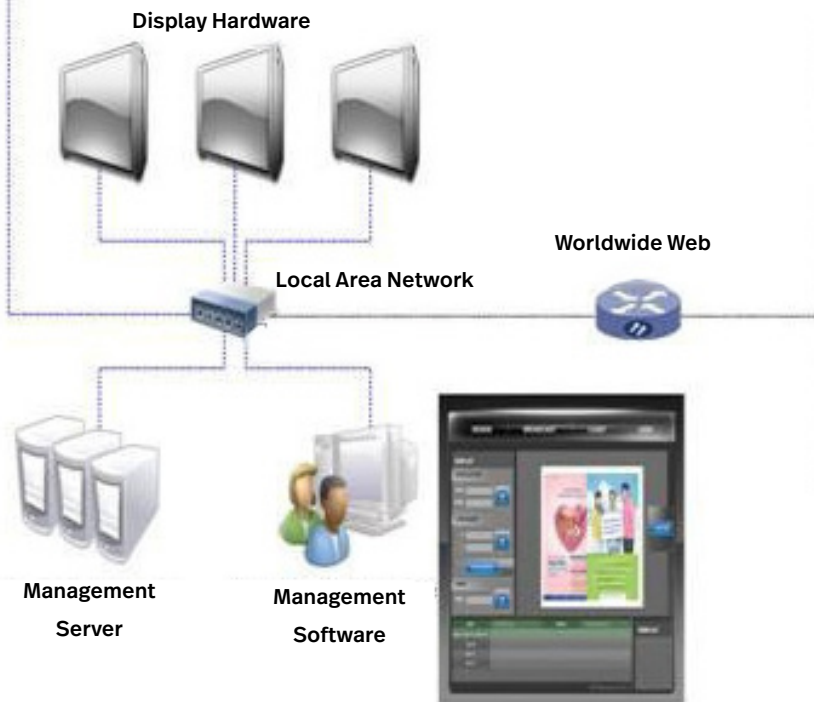 Display Hardware
Worldwide Web
Local Area Network
Management
Server
Management
Software